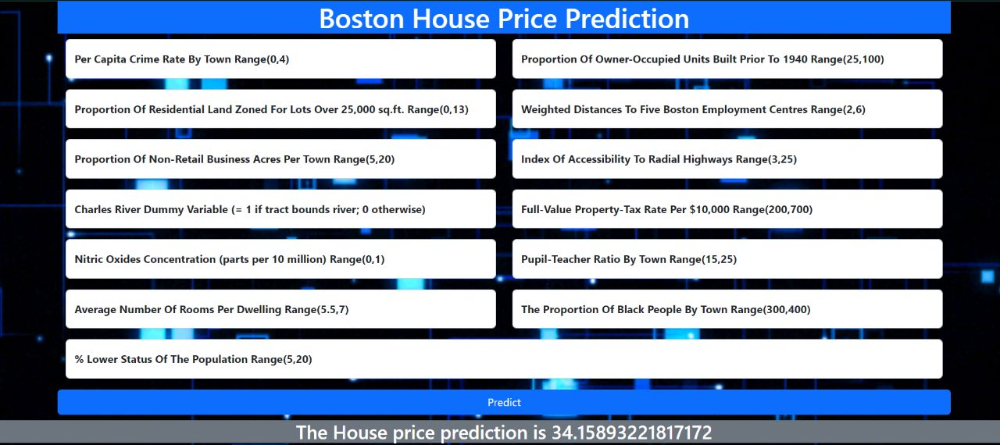 Boston House Price Prediction
Per Capita Crime Rate By Town Range(0,4)
Proportion Of Owner-Occupied Units Built Prior To 1940 Range(25,100)
Proportion Of Residential Land Zoned For Lots Over 25,000 sq.ft. Range(0,13)
Weighted Distances To Five Boston Employment Centres Range(2,6)
Proportion Of Non-Retail Business Acres Per Town Range(5,20)
Index Of Accessibility To Radial Highways Range(3,25)
Charles River Dummy Variable (= 1 if tract bounds river; 0 otherwise)
Full-Value Property-Tax Rate Per $10,000 Range(200,700)
Nitric Oxides Concentration (parts per 10 million) Range(0,1)
Pupil-Teacher Ratio By Town Range(15,25)
Average Number Of Rooms Per Dwelling Range(5.5,7)
The Proportion Of Black People By Town Range(300,400)
% Lower Status Of The Population Range(5,20)
Predict
The House price prediction is 34.15893221817172